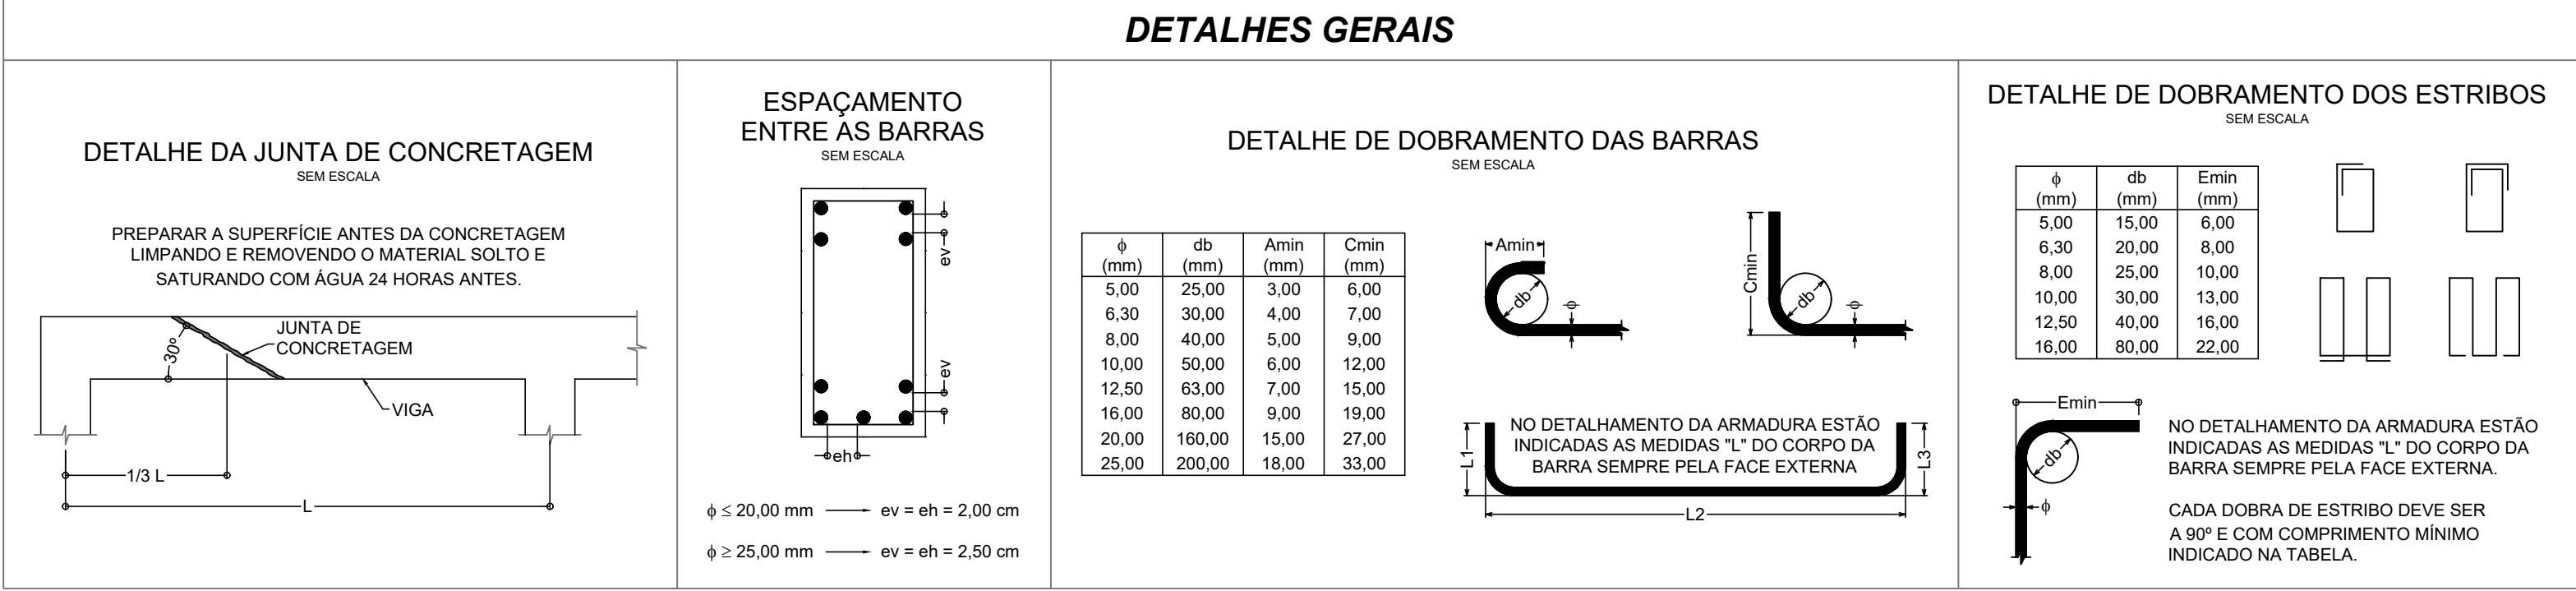 DETALHES GERAIS
DETALHE DA JUNTA DE CONCRETAGEM
SEM ESCALA
PREPARAR A SUPERFÍCIE ANTES DA CONCRETAGEM
LIMPANDO E REMOVENDO O MATERIAL SOLTO E
SATURANDO COM ÁGUA 24 HORAS ANTES.
JUNTA DE
CONCRETAGEM
30º
VIGA
1/3 L
L
ESPAÇAMENTO
ENTRE AS BARRAS
SEM ESCALA
ev
ev
eh
ϕ ≤ 20,00 mm ev = eh = 2,00 cm
ϕ ≥ 25,00 mm ev = eh = 2,50 cm
DETALHE DE DOBRAMENTO DAS BARRAS
SEM ESCALA
ϕ db Amin Cmin
(mm) (mm) (mm) (mm)
5,00 25,00 3,00 6,00
6,30 30,00 4,00 7,00
8,00 40,00 5,00 9,00
10,00 50,00 6,00 12,00
12,50 63,00 7,00 15,00
16,00 80,00 9,00 19,00
20,00 160,00 15,00 27,00
25,00 200,00 18,00 33,00
Amin
db
ϕ
Cmin
db
ϕ
NO DETALHAMENTO DA ARMADURA ESTÃO
INDICADAS AS MEDIDAS "L" DO CORPO DA
BARRA SEMPRE PELA FACE EXTERNA
L1
L3
L2
DETALHE DE DOBRAMENTO DOS ESTRIBOS
SEM ESCALA
ϕ db Emin
(mm) (mm) (mm)
5,00 15,00 6,00
6,30 20,00 8,00
8,00 25,00 10,00
10,00 30,00 13,00
12,50 40,00 16,00
16,00 80,00 22,00
Emin
db
ϕ
NO DETALHAMENTO DA ARMADURA ESTÃO
INDICADAS AS MEDIDAS "L" DO CORPO DA
BARRA SEMPRE PELA FACE EXTERNA.
CADA DOBRA DE ESTRIBO DEVE SER
A 90º E COM COMPRIMENTO MÍNIMO
INDICADO NA TABELA.